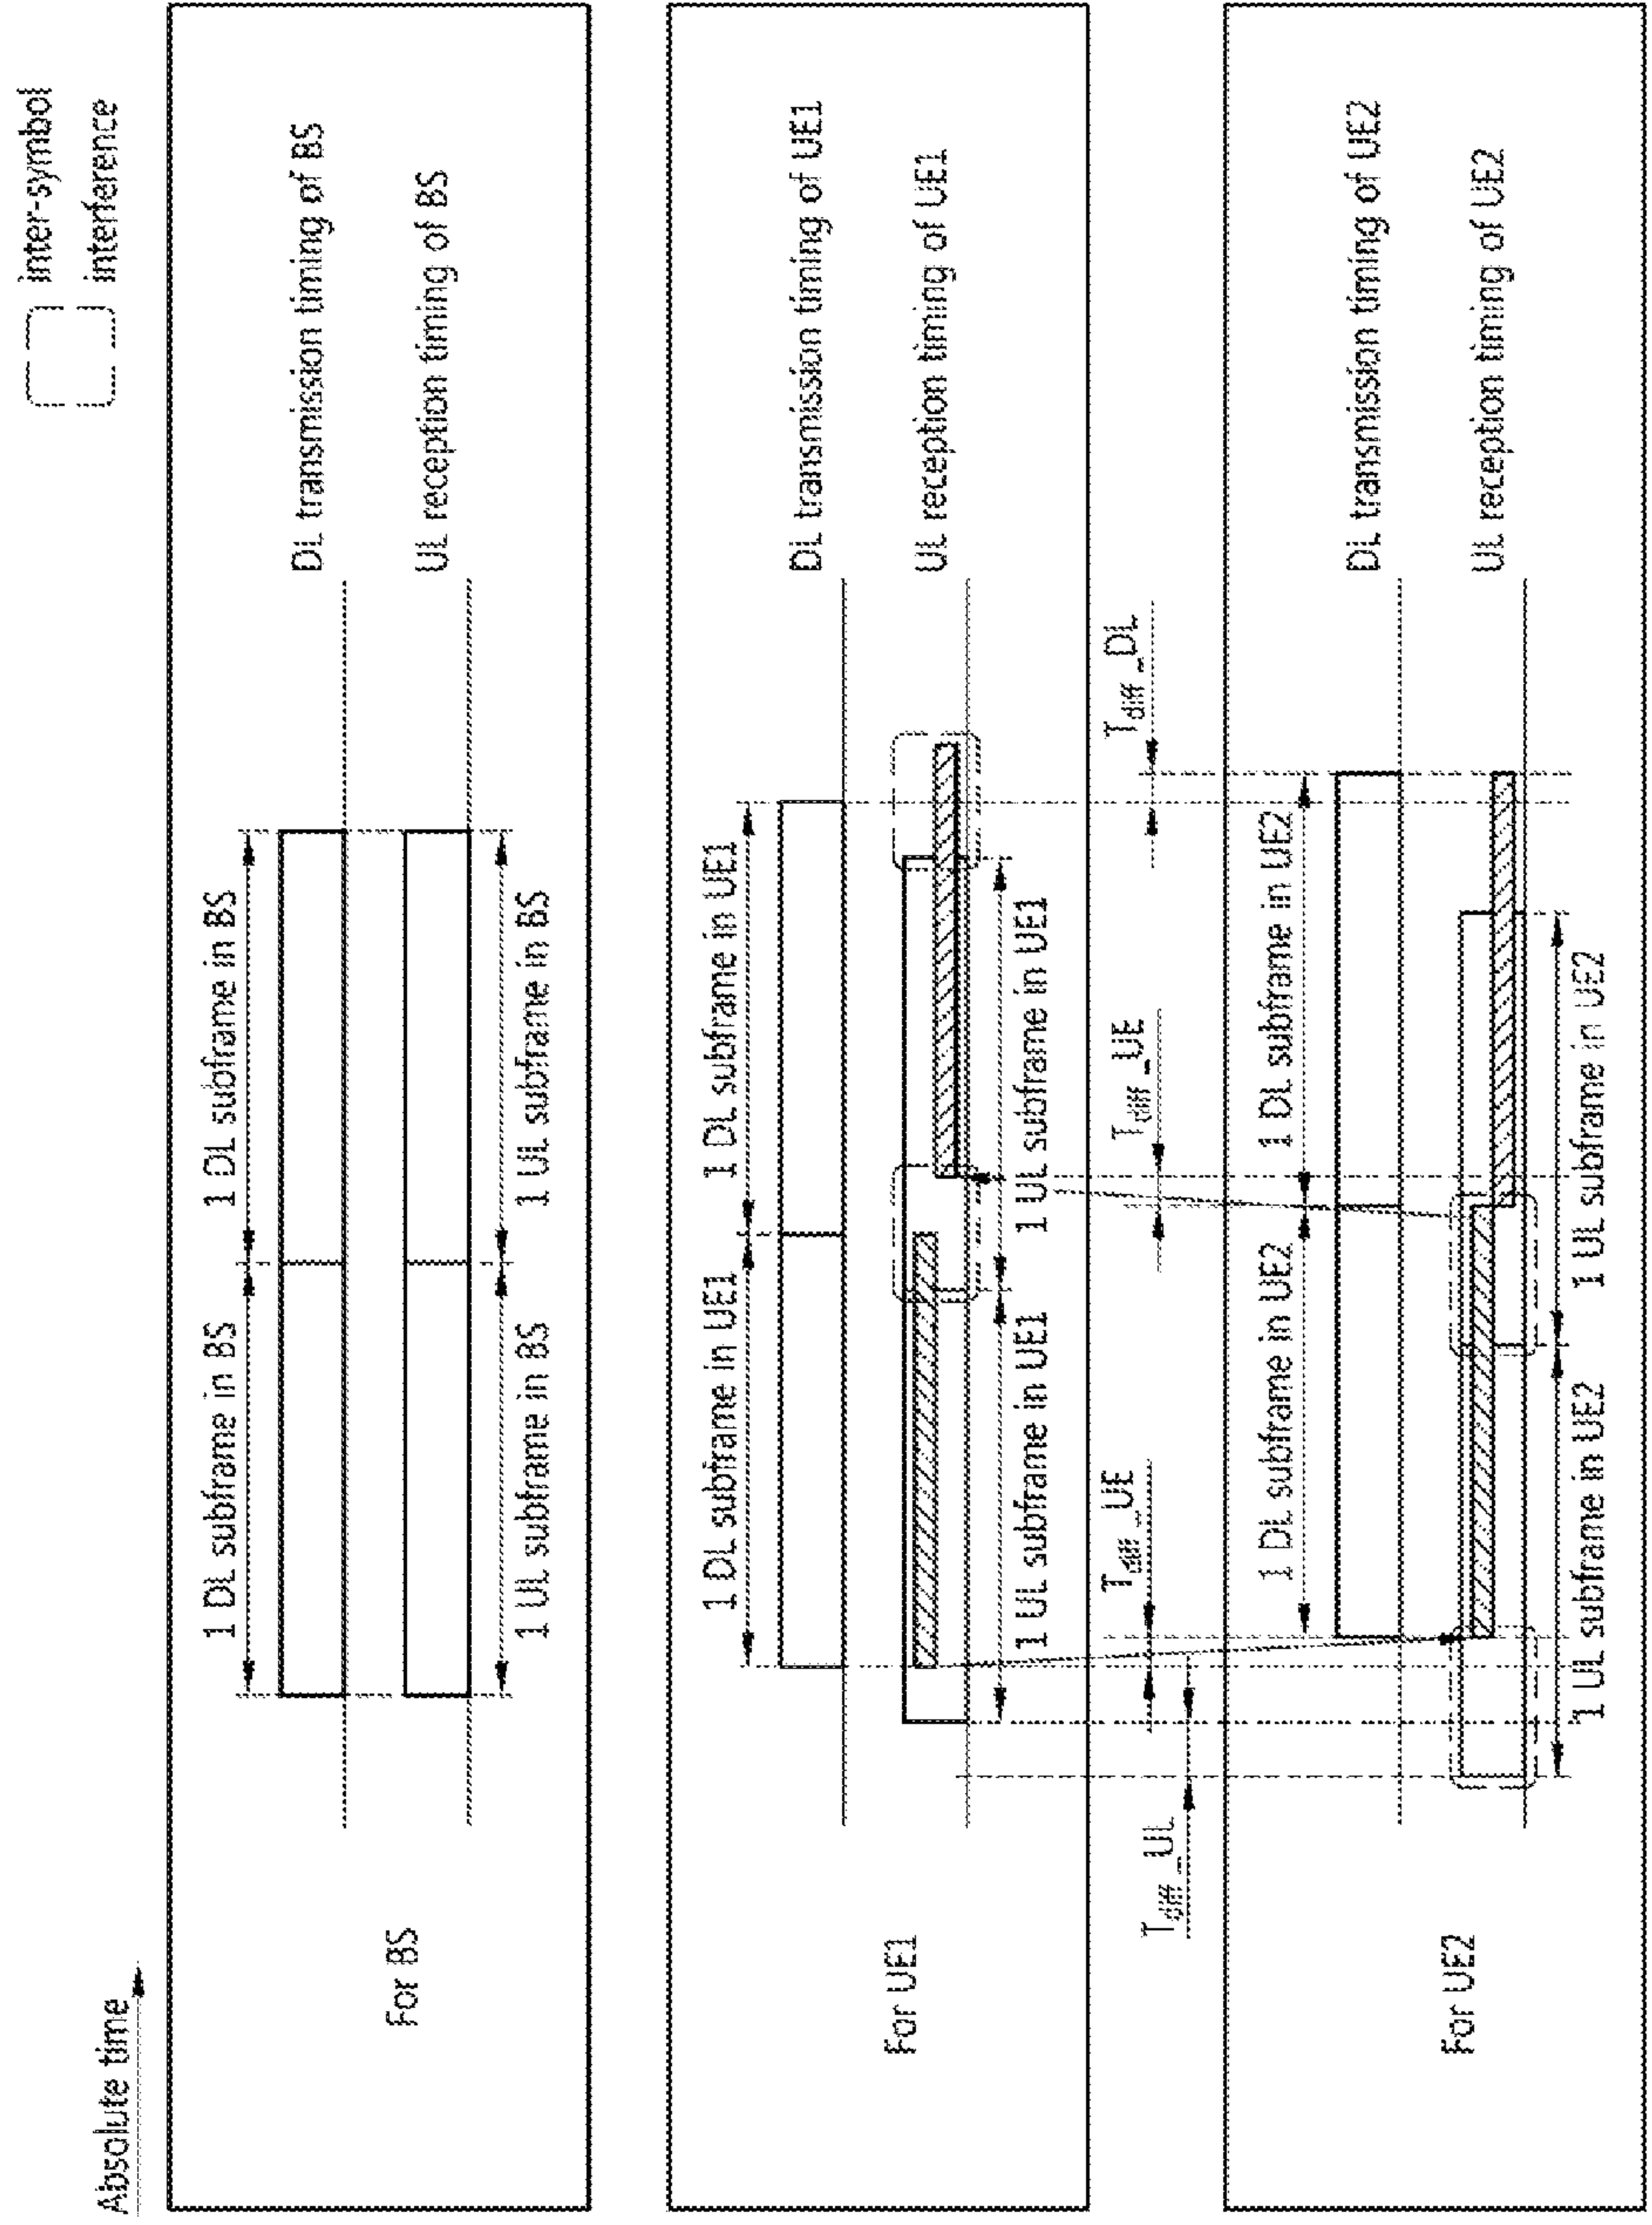 Absolute time
inter-symbol
interference
For BS
1 DL subframe in BS
1 DL subframe in BS
DL transmission timing of BS
UL reception timing of BS
1 UL subframe in BS
1 UL subframe in BS
For UE1
1 DL subframe in UE1
1 DL subframe in UE1
DL transmission timing of UE1
UL reception timing of UE1
1 UL subframe in UE1
1 UL subframe in UE1
Tdiff_UL
Tdiff_UE
Tdiff_UE
Tdiff_DL
For UE2
1 DL subframe in UE2
1 DL subframe in UE2
DL transmission timing of UE2
UL reception timing of UE2
1 UL subframe in UE2
1 UL subframe in UE2